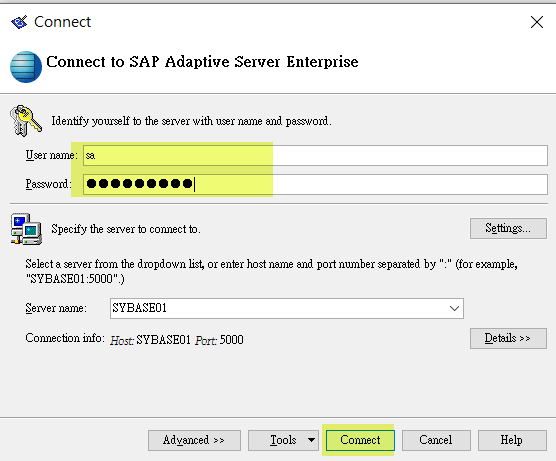 Connect
Connect to SAP Adaptive Server Enterprise
Identify yourself to the server with user name and password.
User name: sa
Password: ●●●●●●●●●
Specify the server to connect to.
Settings...
Select a server from the dropdown list, or enter host name and port number separated by ":" (for example,
"SYBASE01:5000".)
Server name: SYBASE01
Connection info: Host: SYBASE01 Port: 5000
Details >>
Advanced >> Tools Connect Cancel Help